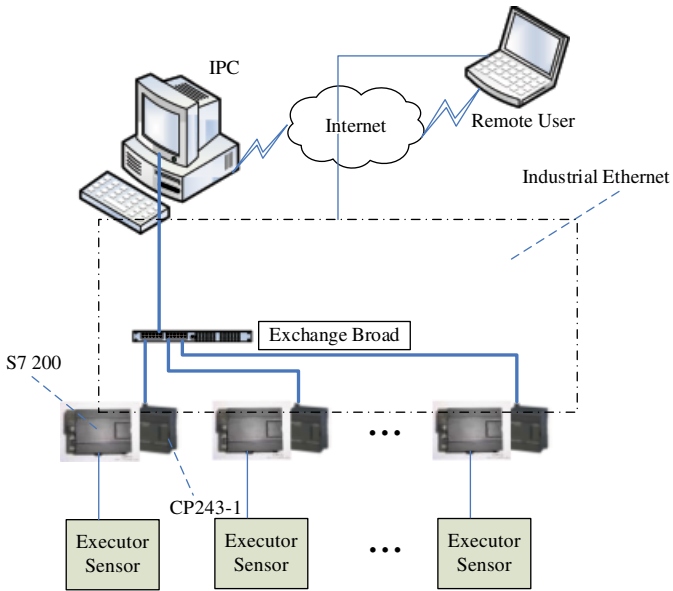 IPC
Internet
Remote User
Industrial Ethernet
Exchange Broad
S7 200
...
CP243-1
Executor
Sensor
Executor
Sensor
...
Executor
Sensor